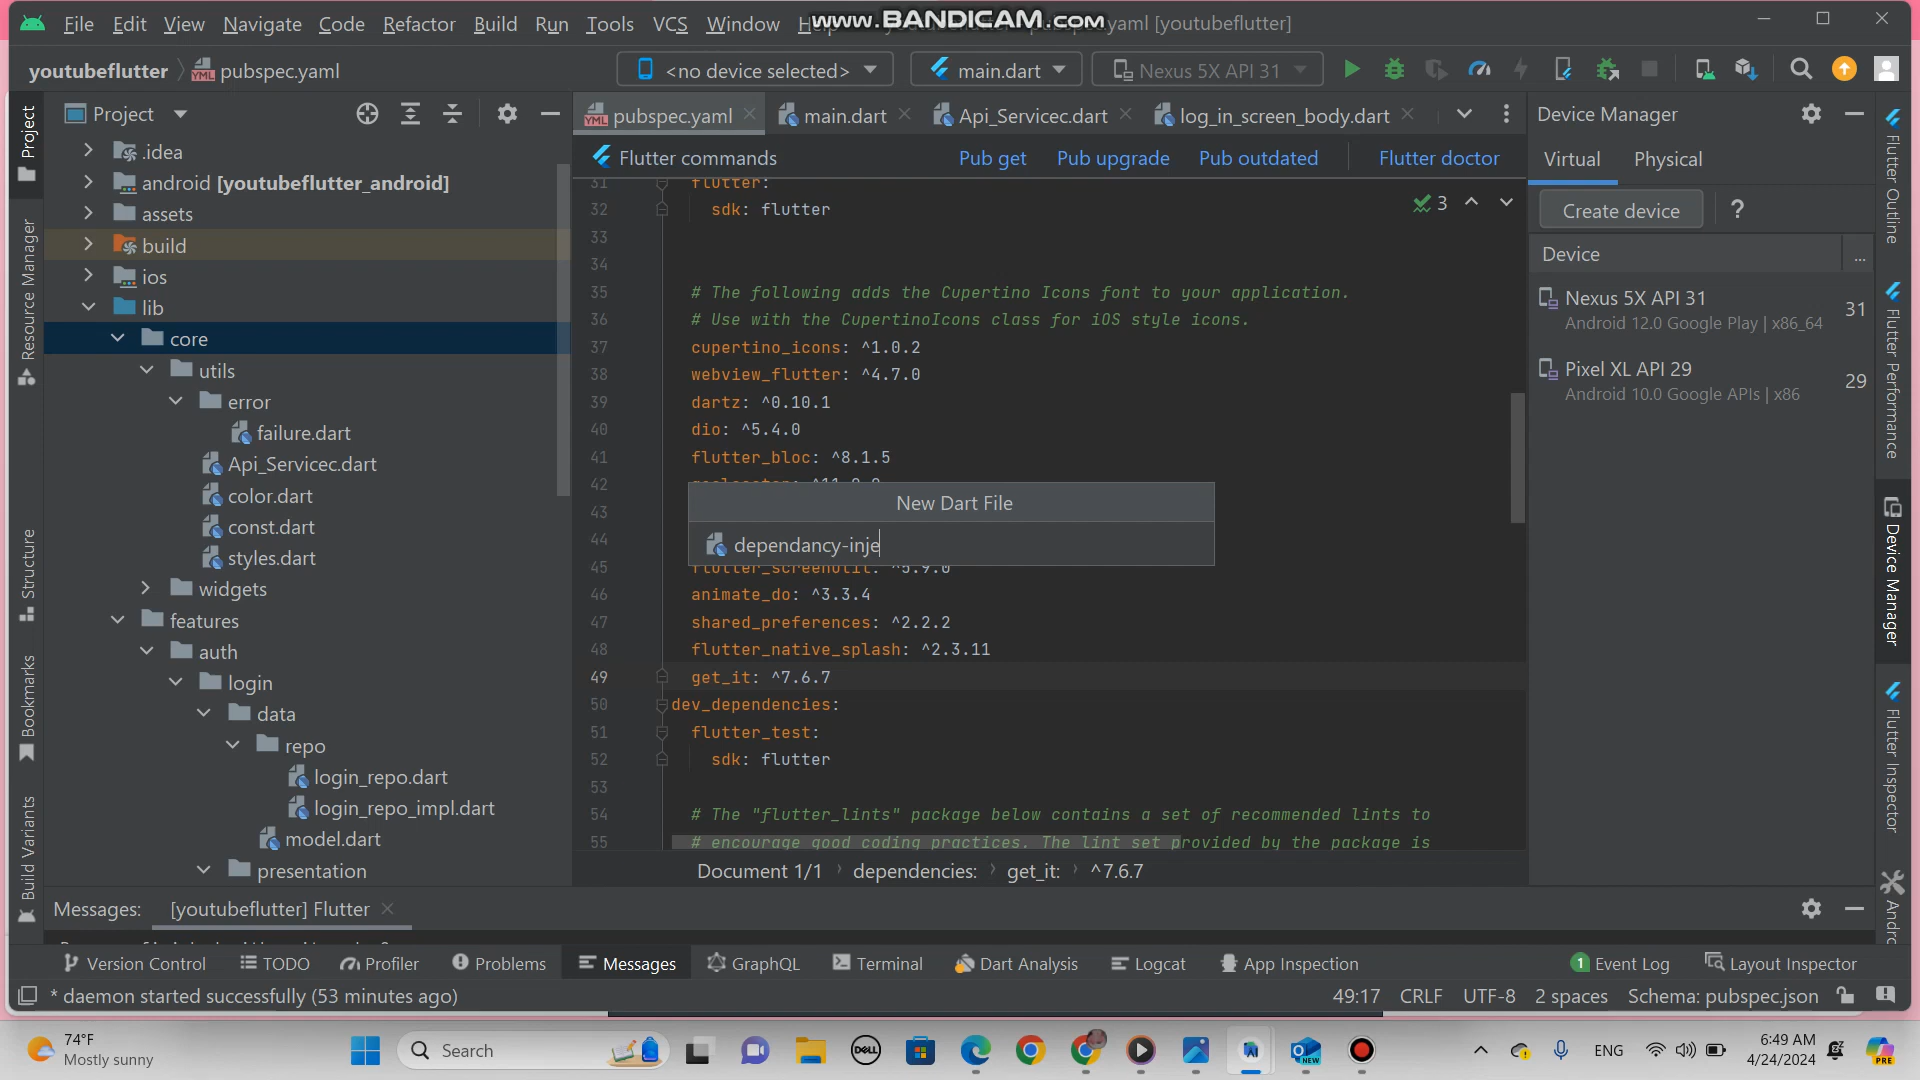 File Edit View Navigate Code Refactor Build Run Tools VCS Window
www.BANDICAM.com
yaml [youtubeflutter]
youtubeflutter pubspec.yaml
<no device selected> main.dart Nexus 5X API 31
Project
pubspec.yaml main.dart Api_Servicec.dart log_in_screen_body.dart
Device Manager
Flutter commands Pub get Pub upgrade Pub outdated Flutter doctor
Virtual Physical
Create device ?
Device ...
Nexus 5X API 31
Android 12.0 Google Play | x86_64
31
Pixel XL API 29
Android 10.0 Google APIs | x86
29
.idea
android [youtubeflutter_android]
assets
build
ios
lib
core
utils
error
failure.dart
Api_Servicec.dart
color.dart
const.dart
styles.dart
widgets
features
auth
login
data
repo
login_repo.dart
login_repo_impl.dart
model.dart
presentation
3
31 flutter:
32 sdk: flutter
33
34
35 # The following adds the Cupertino Icons font to your application.
36 # Use with the CupertinoIcons class for iOS style icons.
37 cupertino_icons: ^1.0.2
38 webview_flutter: ^4.7.0
39 dartz: ^0.10.1
40 dio: ^5.4.0
41 flutter_bloc: ^8.1.5
42
43
44
New Dart File
dependancy-inje
45 flutter_screenutil: ^5.9.0
46 animate_do: ^3.3.4
47 shared_preferences: ^2.2.2
48 flutter_native_splash: ^2.3.11
49 get_it: ^7.6.7
50 dev_dependencies:
51 flutter_test:
52 sdk: flutter
53
54 # The "flutter_lints" package below contains a set of recommended lints to
55 # encourage good coding practices. The lint set provided by the package is
Document 1/1 dependencies: get_it: ^7.6.7
Project
Resource Manager
Structure
Bookmarks
Build Variants
Flutter Outline
Flutter Performance
Device Manager
Flutter Inspector
Messages: [youtubeflutter] Flutter
Version Control TODO Profiler Problems Messages GraphQL Terminal Dart Analysis Logcat App Inspection 1 Event Log Layout Inspector
* daemon started successfully (53 minutes ago) 49:17 CRLF UTF-8 2 spaces Schema: pubspec.json
74°F
Mostly sunny
Search
DELL
AI
NEW
ENG
6:49 AM
4/24/2024
PRE